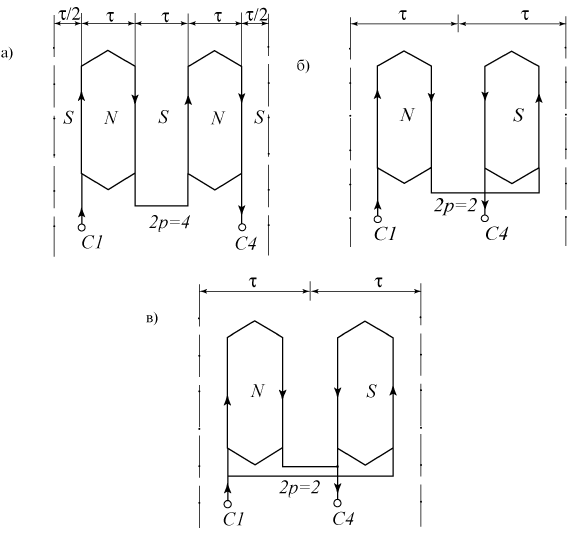 τ/2 τ τ τ τ/2
а)
S N S N S
2p=4
C1 C4
τ τ
б)
N S
2p=2
C1 C4
τ τ
в)
N S
2p=2
C1 C4